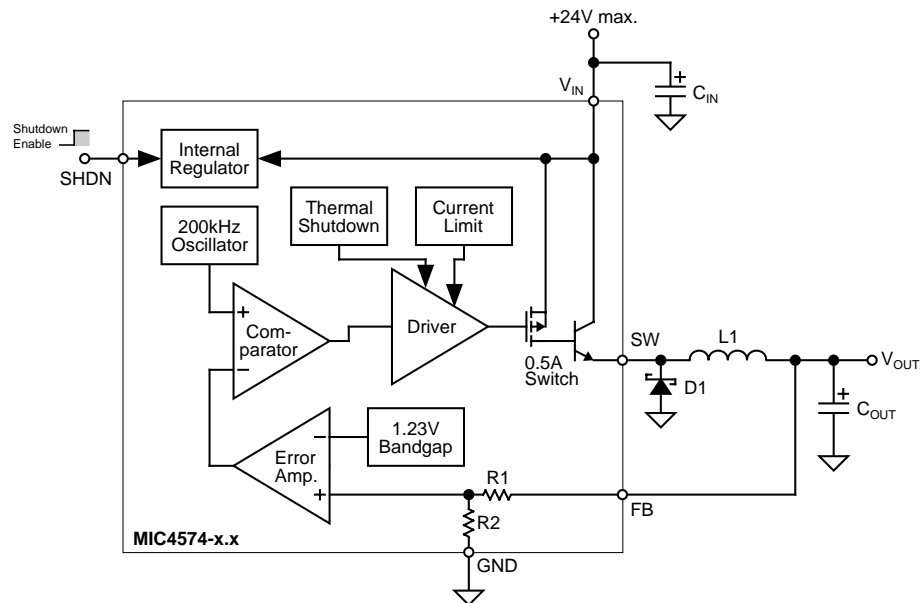 +24V max.
VIN
CIN
Shutdown
Enable
SHDN
Internal
Regulator
200kHz
Oscillator
Thermal
Shutdown
Current
Limit
+
Com-
parator
–
Driver
0.5A
Switch
SW
L1
VOUT
D1
+
COUT
+
Error
Amp.
–
+
1.23V
Bandgap
R1
R2
FB
MIC4574-x.x
GND